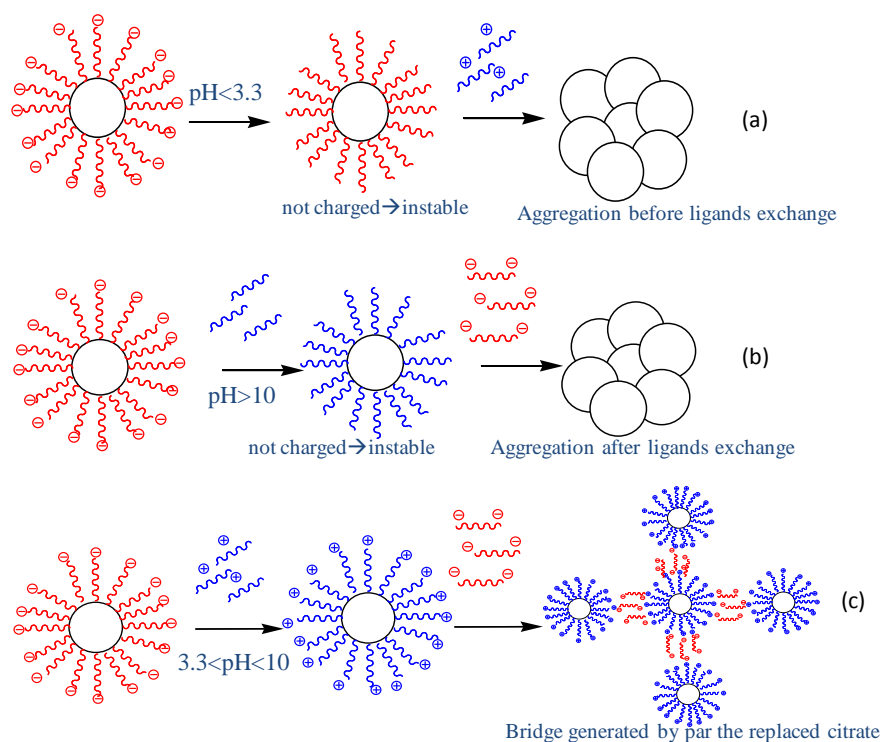 pH<3.3
(a)
not charged→instable
Aggregation before ligands exchange
pH>10
(b)
not charged→instable
Aggregation after ligands exchange
3.3<pH<10
(c)
Bridge generated by par the replaced citrate